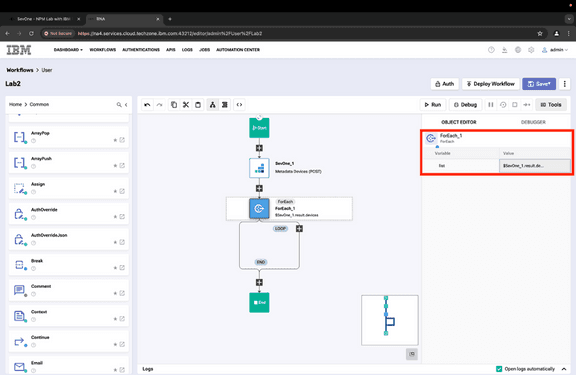 SevOne - NPM Lab with IBM
RNA
Not Secure
https://na4.services.cloud.techzone.ibm.com:43212/editor/admin%2FUser%2FLab2
IBM
DASHBOARD
WORKFLOWS
AUTHENTICATIONS
APIS
LOGS
JOBS
AUTOMATION CENTER
admin
Workflows > User
Lab2
Auth
Deploy Workflow
Save*
Home > Common
Run
Debug
Tools
ArrayPop
ArrayPush
Assign
AuthOverride
AuthOverrideJson
Break
Comment
Context
Continue
Email
Start
SevOne_1
Metadata Devices (POST)
ForEach
ForEach_1
$SevOne_1.result.devices
LOOP
END
End
OBJECT EDITOR
DEBUGGER
ForEach_1
ForEach
Variable
Value
list
$SevOne_1.result.de...
Logs
Open logs automatically